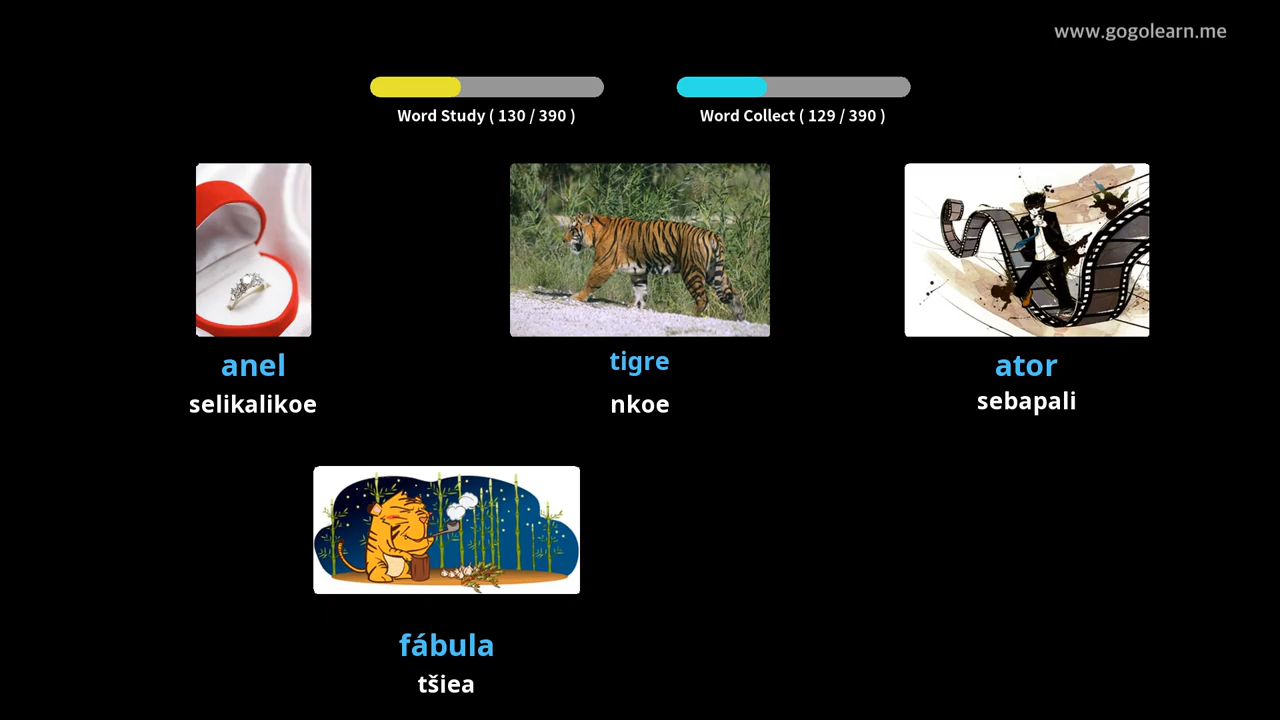 www.gogolearn.me
Word Study ( 130 / 390 )
Word Collect ( 129 / 390 )
anel
selikalikoe
tigre
nkoe
ator
sebapali
fábula
tšiea